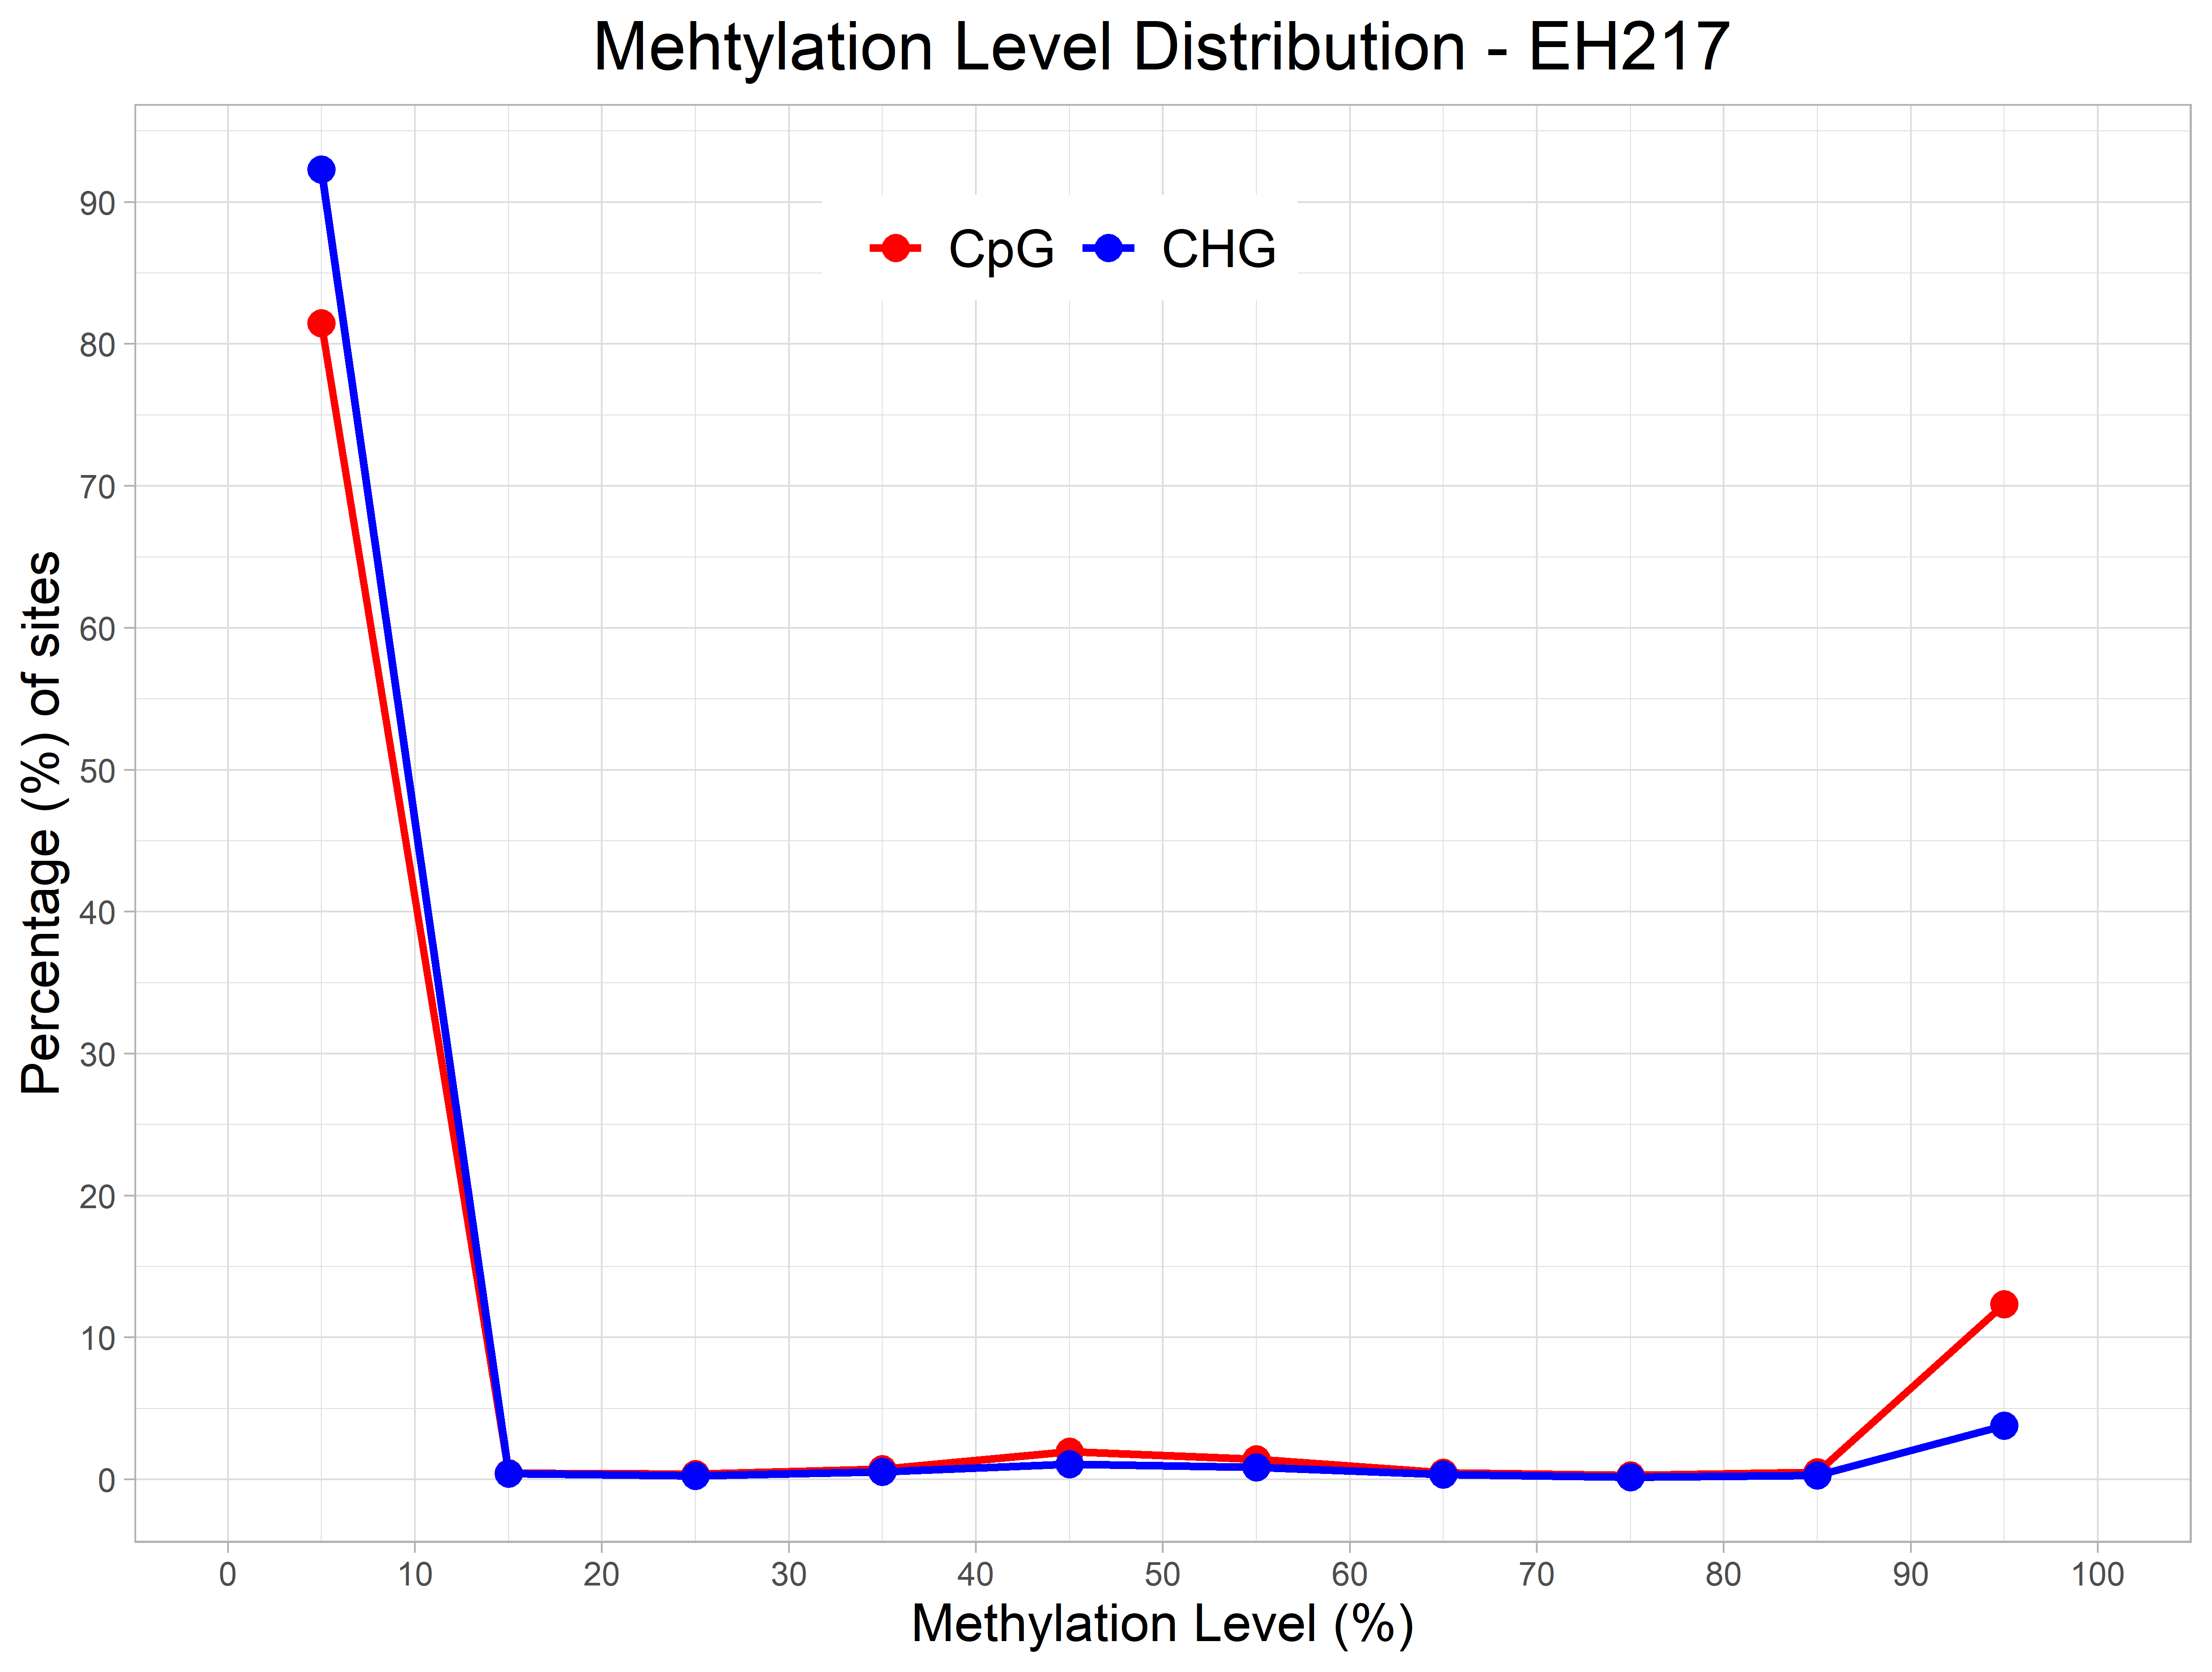 Mehtylation Level Distribution - EH217
CpG CHG
Percentage (%) of sites
90
80
70
60
50
40
30
20
10
0
0 10 20 30 40 50 60 70 80 90 100
Methylation Level (%)